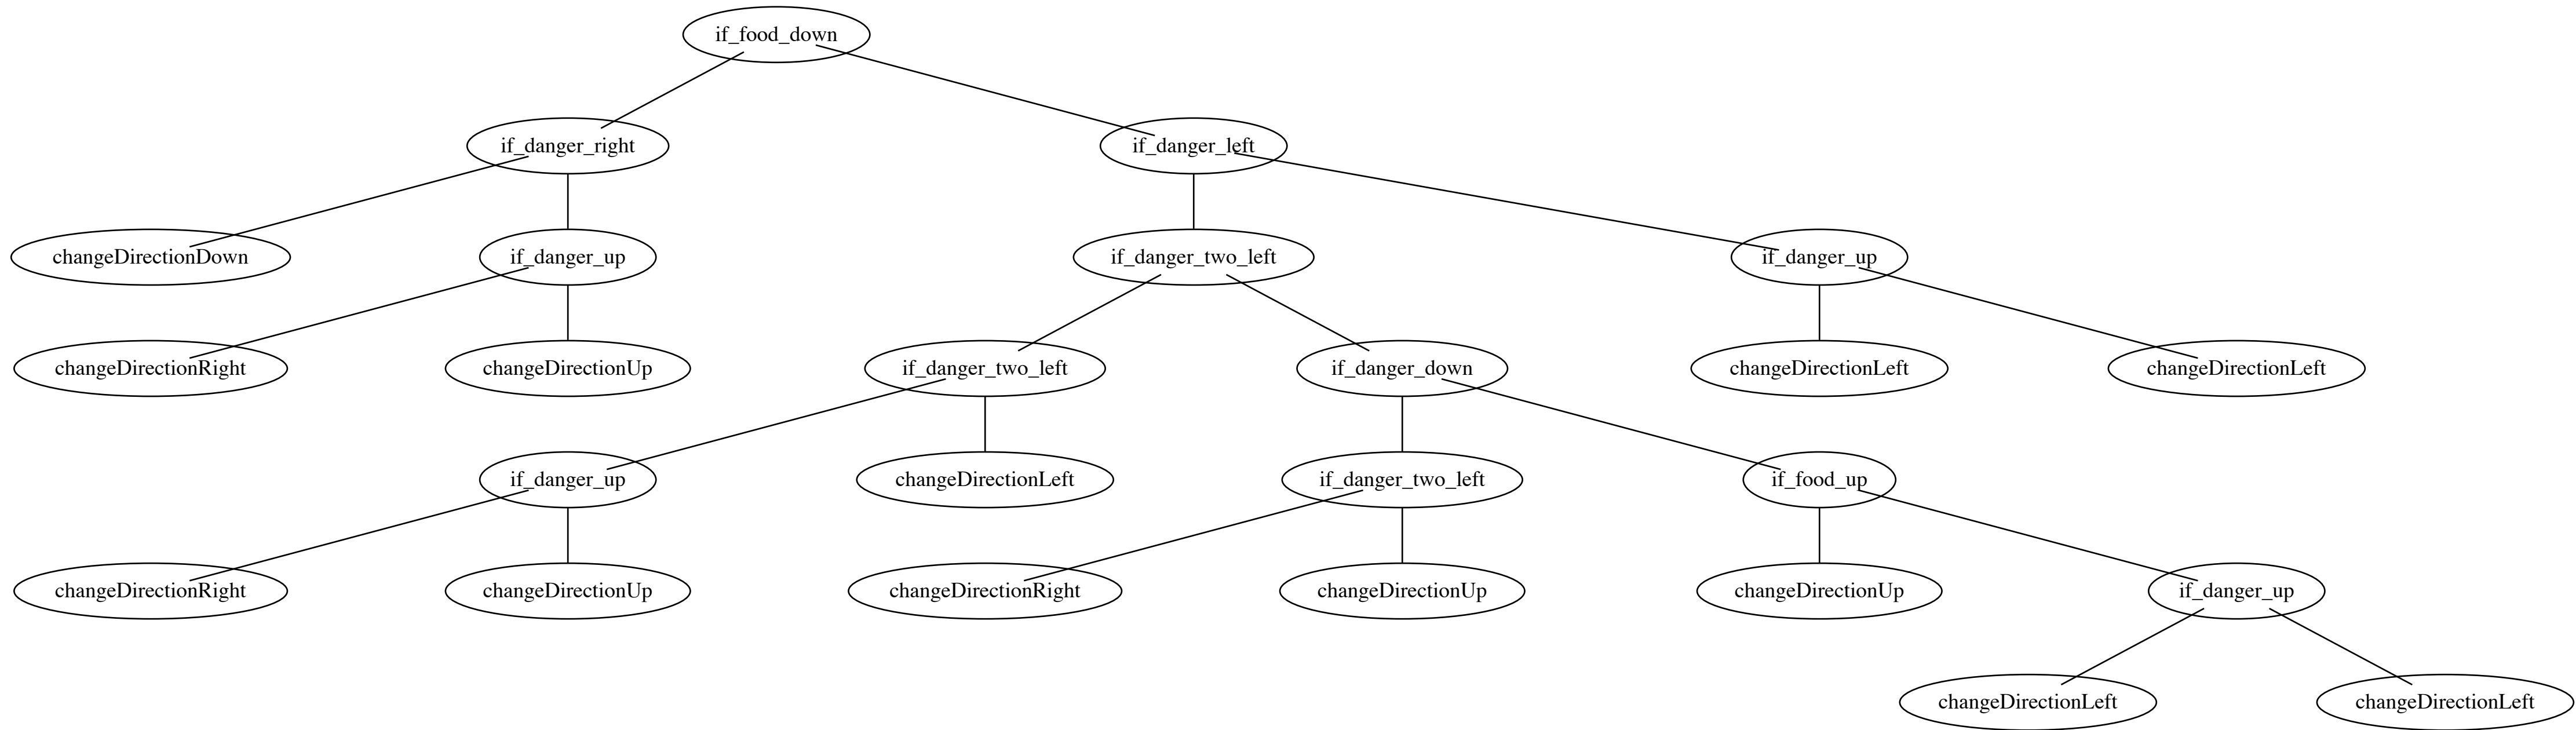 if_food_down
if_danger_right
if_danger_left
changeDirectionDown
if_danger_up
if_danger_two_left
if_danger_up
changeDirectionRight
changeDirectionUp
if_danger_two_left
if_danger_down
changeDirectionLeft
changeDirectionLeft
if_danger_up
changeDirectionLeft
if_danger_two_left
if_food_up
changeDirectionRight
changeDirectionUp
changeDirectionRight
changeDirectionUp
changeDirectionUp
if_danger_up
changeDirectionLeft
changeDirectionLeft